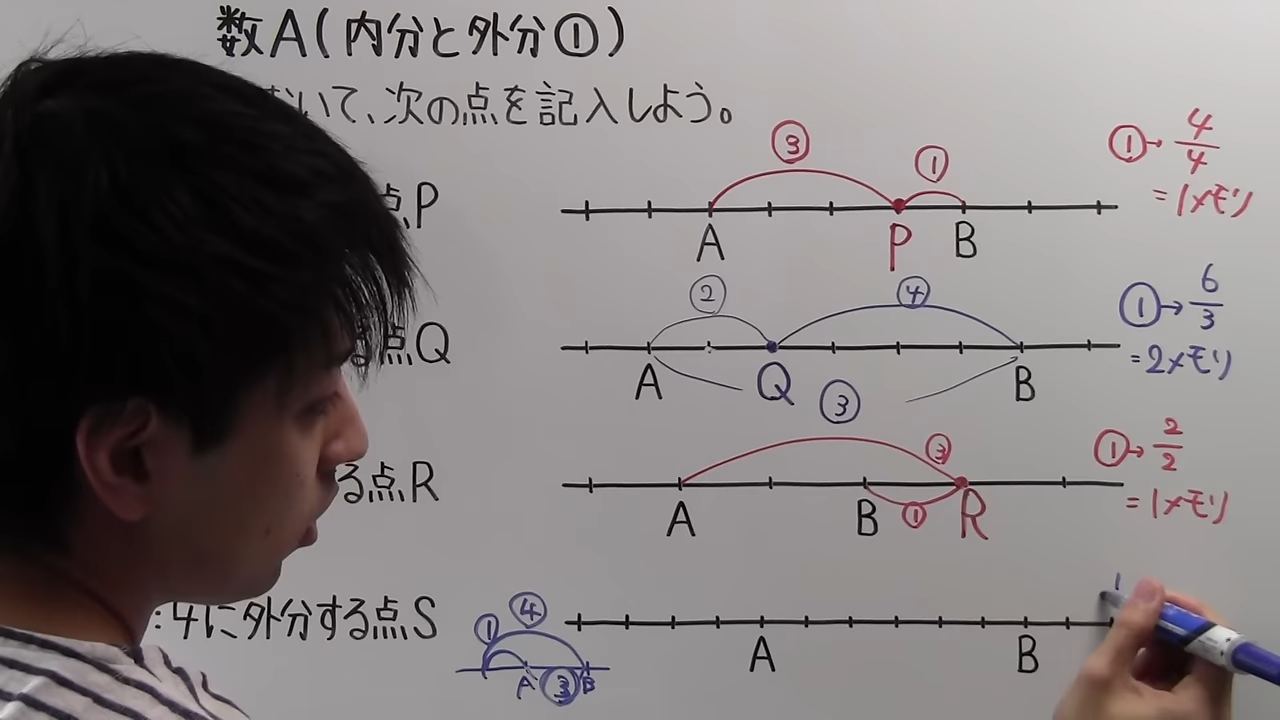 数A(内分と外分①)
いて、次の点を記入しよう。
点P
③ ①
A P B
①→4/4
=1メモリ
る点Q
② ④
A Q B
③
①→6/3
=2メモリ
る点R
③
①
A B R
①→2/2
=1メモリ
:4に外分する点S
① ④
A ③ B
A B